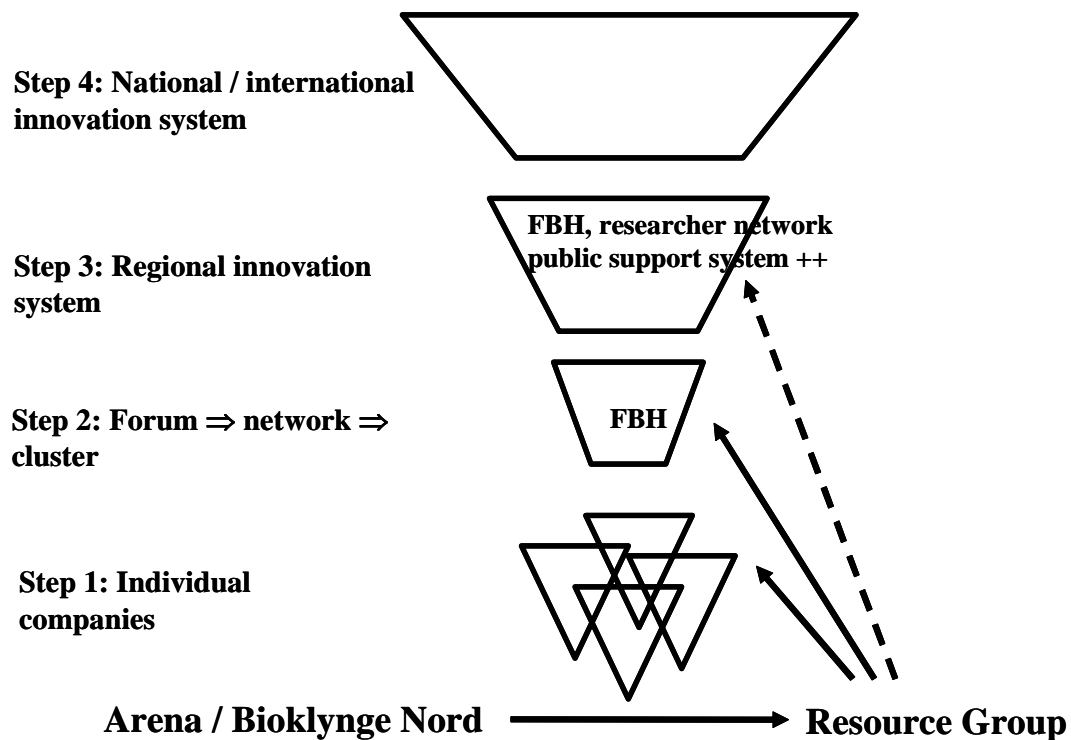 Step 4: National / international
innovation system
FBH, researcher network
public support system ++
Step 3: Regional innovation
system
Step 2: Forum ⇒ network ⇒
cluster
FBH
Step 1: Individual
companies
Arena / Bioklynge Nord
Resource Group